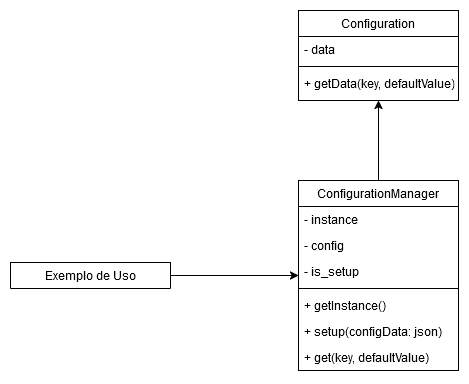 Configuration
- data
+ getData(key, defaultValue)
ConfigurationManager
- instance
- config
- is_setup
Exemplo de Uso
+ getInstance()
+ setup(configData: json)
+ get(key, defaultValue)